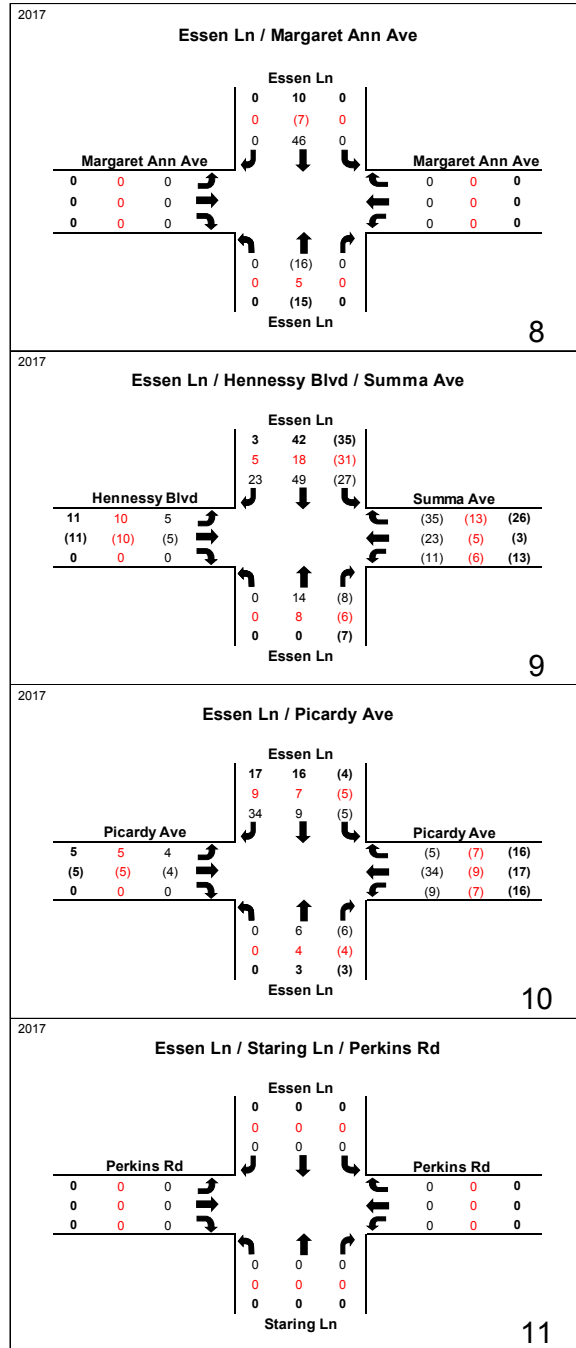 2017
Essen Ln / Margaret Ann Ave
Essen Ln
0 10 0
0 (7) 0
0 46 0
Margaret Ann Ave Margaret Ann Ave
0 0 0 0 0 0
0 0 0 0 0 0
0 0 0 0 0 0
0 (16) 0
0 5 0
0 (15) 0
Essen Ln
8
2017
Essen Ln / Hennessy Blvd / Summa Ave
Essen Ln
3 42 (35)
5 18 (31)
23 49 (27)
Hennessy Blvd Summa Ave
11 10 5 (35) (13) (26)
(11) (10) (5) (23) (5) (3)
0 0 0 (11) (6) (13)
0 14 (8)
0 8 (6)
0 0 (7)
Essen Ln
9
2017
Essen Ln / Picardy Ave
Essen Ln
17 16 (4)
9 7 (5)
34 9 (5)
Picardy Ave Picardy Ave
5 5 4 (5) (7) (16)
(5) (5) (4) (34) (9) (17)
0 0 0 (9) (7) (16)
0 6 (6)
0 4 (4)
0 3 (3)
Essen Ln
10
2017
Essen Ln / Staring Ln / Perkins Rd
Essen Ln
0 0 0
0 0 0
0 0 0
Perkins Rd Perkins Rd
0 0 0 0 0 0
0 0 0 0 0 0
0 0 0 0 0 0
0 0 0
0 0 0
0 0 0
Staring Ln
11